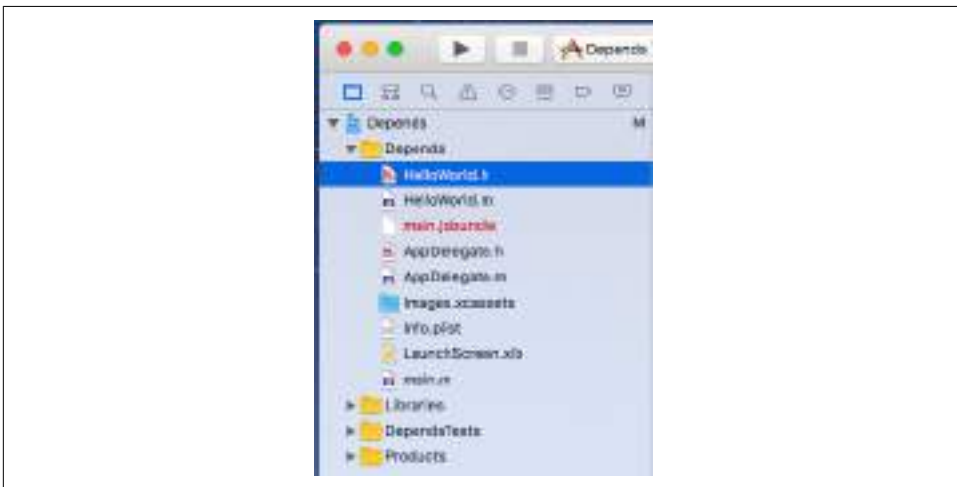 Depends
Depends M
Depends
HelloWorld.h
HelloWorld.m
main.jsbundle
AppDelegate.h
AppDelegate.m
Images.xcassets
Info.plist
LaunchScreen.xib
main.m
Libraries
DependsTests
Products